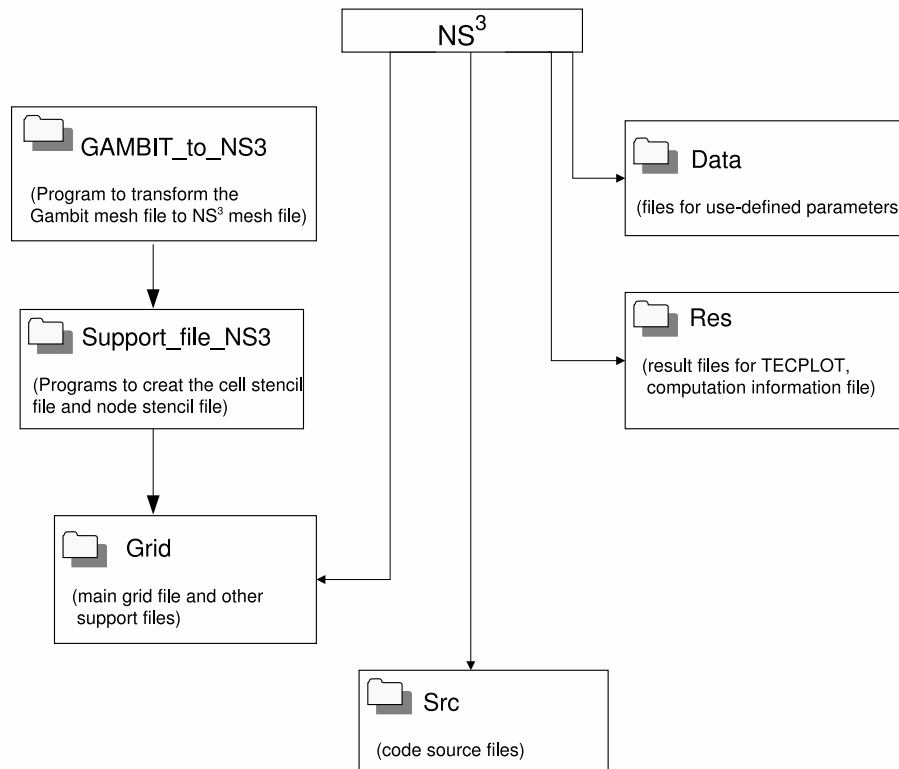 NS³
GAMBIT_to_NS3
(Program to transform the
Gambit mesh file to NS³ mesh file)
Support_file_NS3
(Programs to creat the cell stencil
file and node stencil file)
Grid
(main grid file and other
support files)
Src
(code source files)
Data
(files for use-defined parameters
Res
(result files for TECPLOT,
computation information file)